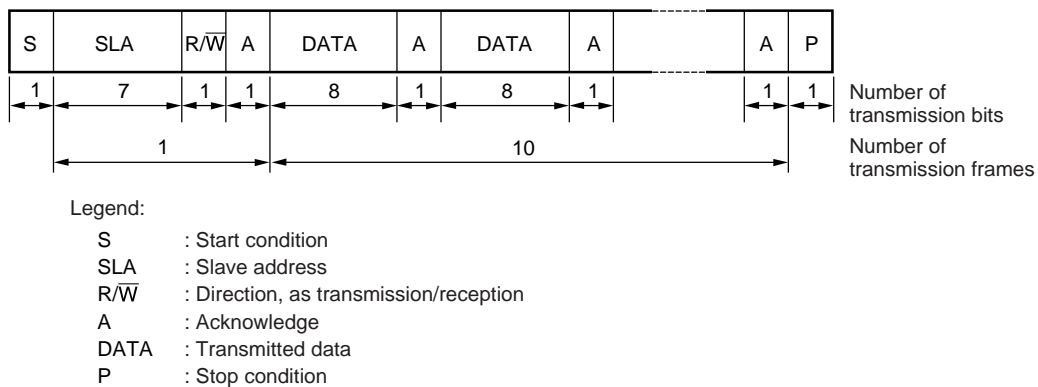 S SLA R/W̅ A DATA A DATA A A P
1 7 1 1 8 1 8 1 1 1 Number of
transmission bits
1 10 Number of
transmission frames
Legend:
S : Start condition
SLA : Slave address
R/W̅ : Direction, as transmission/reception
A : Acknowledge
DATA : Transmitted data
P : Stop condition